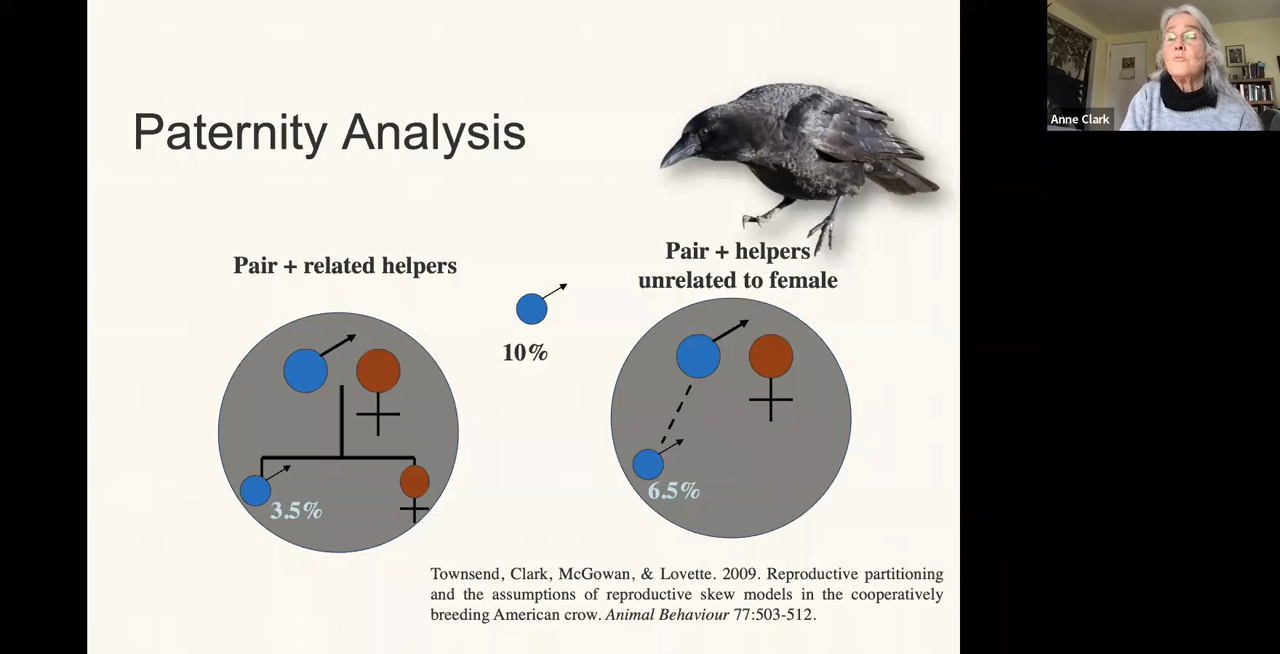 Paternity Analysis
Anne Clark
Pair + related helpers
10%
Pair + helpers
unrelated to female
3.5%
6.5%
Townsend, Clark, McGowan, & Lovette. 2009. Reproductive partitioning
and the assumptions of reproductive skew models in the cooperatively
breeding American crow. Animal Behaviour 77:503-512.